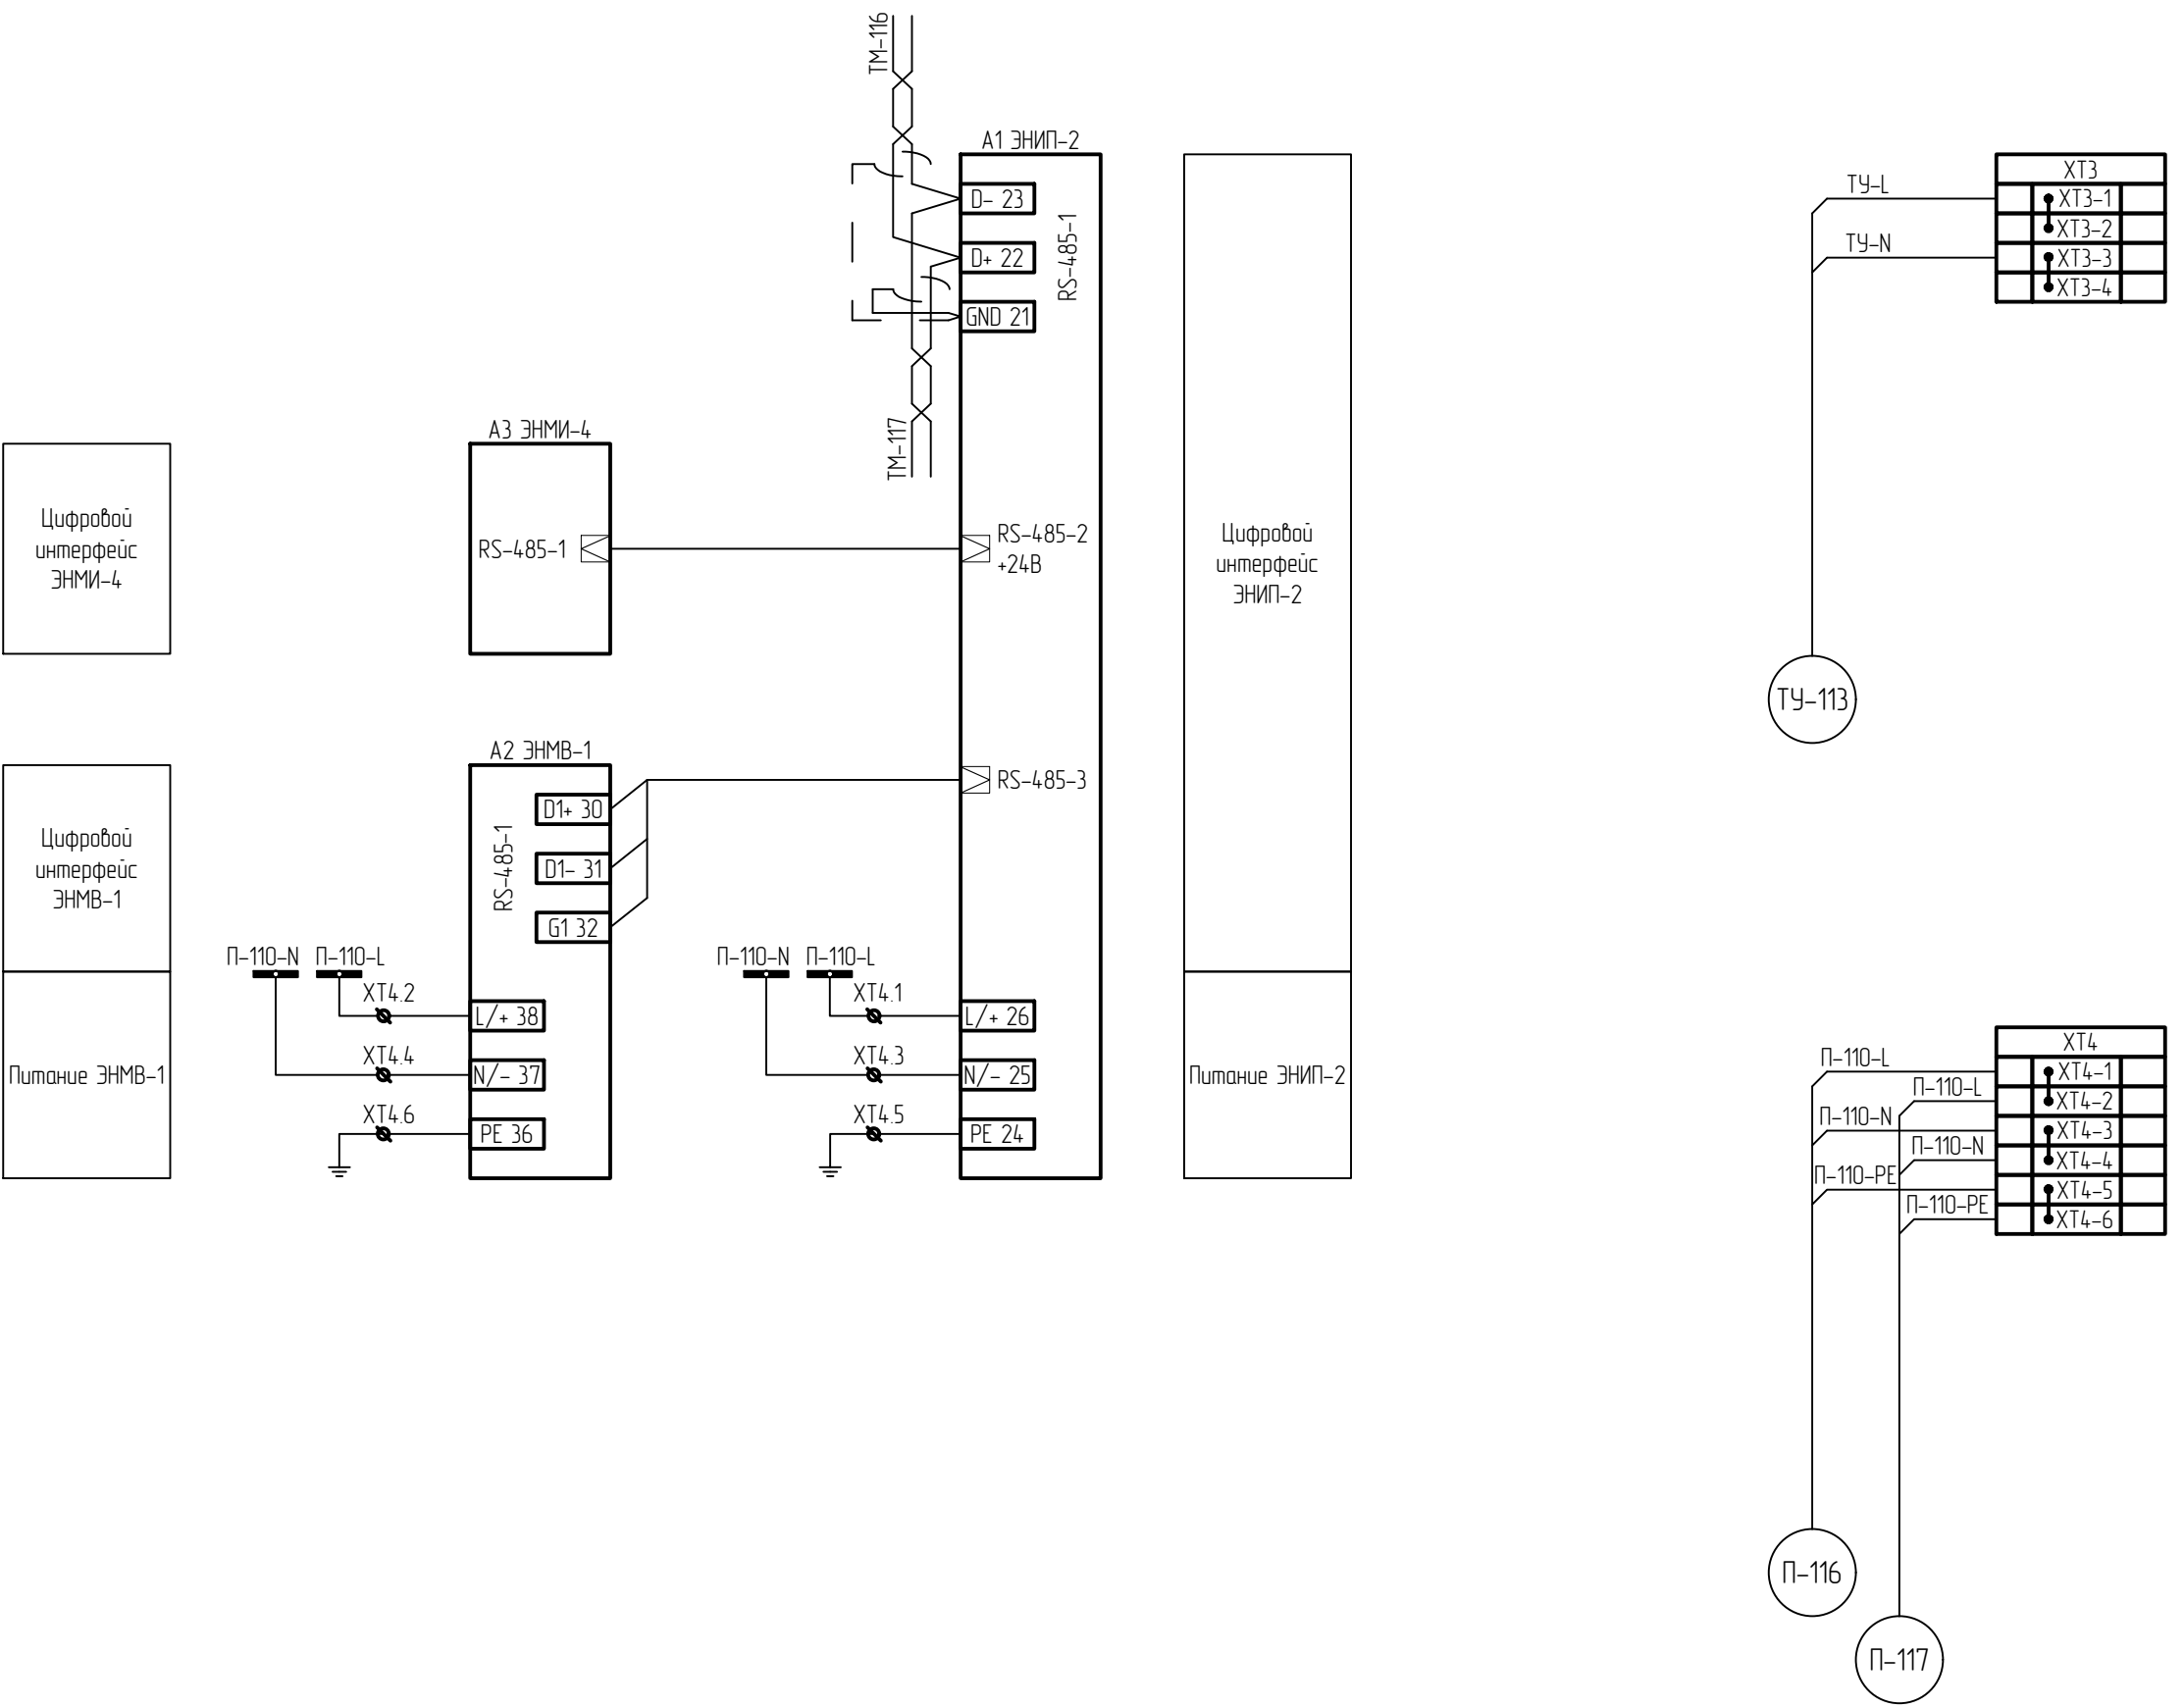 ТМ-116
А1 ЭНИП-2
D- 23
D+ 22
GND 21
RS-485-1
ТМ-117
RS-485-2
+24В
RS-485-3
L/+ 26
N/- 25
PE 24
А3 ЭНМИ-4
RS-485-1
А2 ЭНМВ-1
D1+ 30
D1- 31
G1 32
RS-485-1
L/+ 38
N/- 37
PE 36
Цифровой
интерфейс
ЭНМИ-4
Цифровой
интерфейс
ЭНМВ-1
Питание ЭНМВ-1
П-110-N
П-110-L
XT4.2
XT4.4
XT4.6
П-110-N
П-110-L
XT4.1
XT4.3
XT4.5
Цифровой
интерфейс
ЭНИП-2
Питание ЭНИП-2
ТУ-L
ТУ-N
XT3
XT3-1
XT3-2
XT3-3
XT3-4
ТУ-113
П-110-L
П-110-L
П-110-N
П-110-N
П-110-PE
П-110-PE
XT4
XT4-1
XT4-2
XT4-3
XT4-4
XT4-5
XT4-6
П-116
П-117